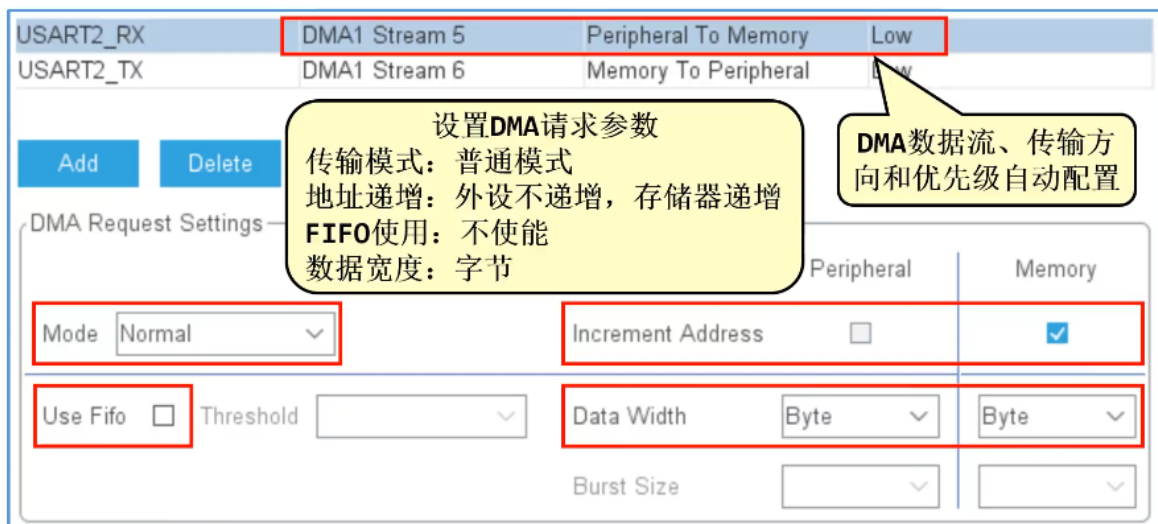 USART2_RX DMA1 Stream 5 Peripheral To Memory Low
USART2_TX DMA1 Stream 6 Memory To Peripheral Low
设置DMA请求参数
传输模式：普通模式
地址递增：外设不递增，存储器递增
FIFO使用：不使能
数据宽度：字节
DMA数据流、传输方
向和优先级自动配置
Add Delete
DMA Request Settings
Peripheral Memory
Mode Normal Increment Address
Use Fifo Threshold Data Width Byte Byte
Burst Size